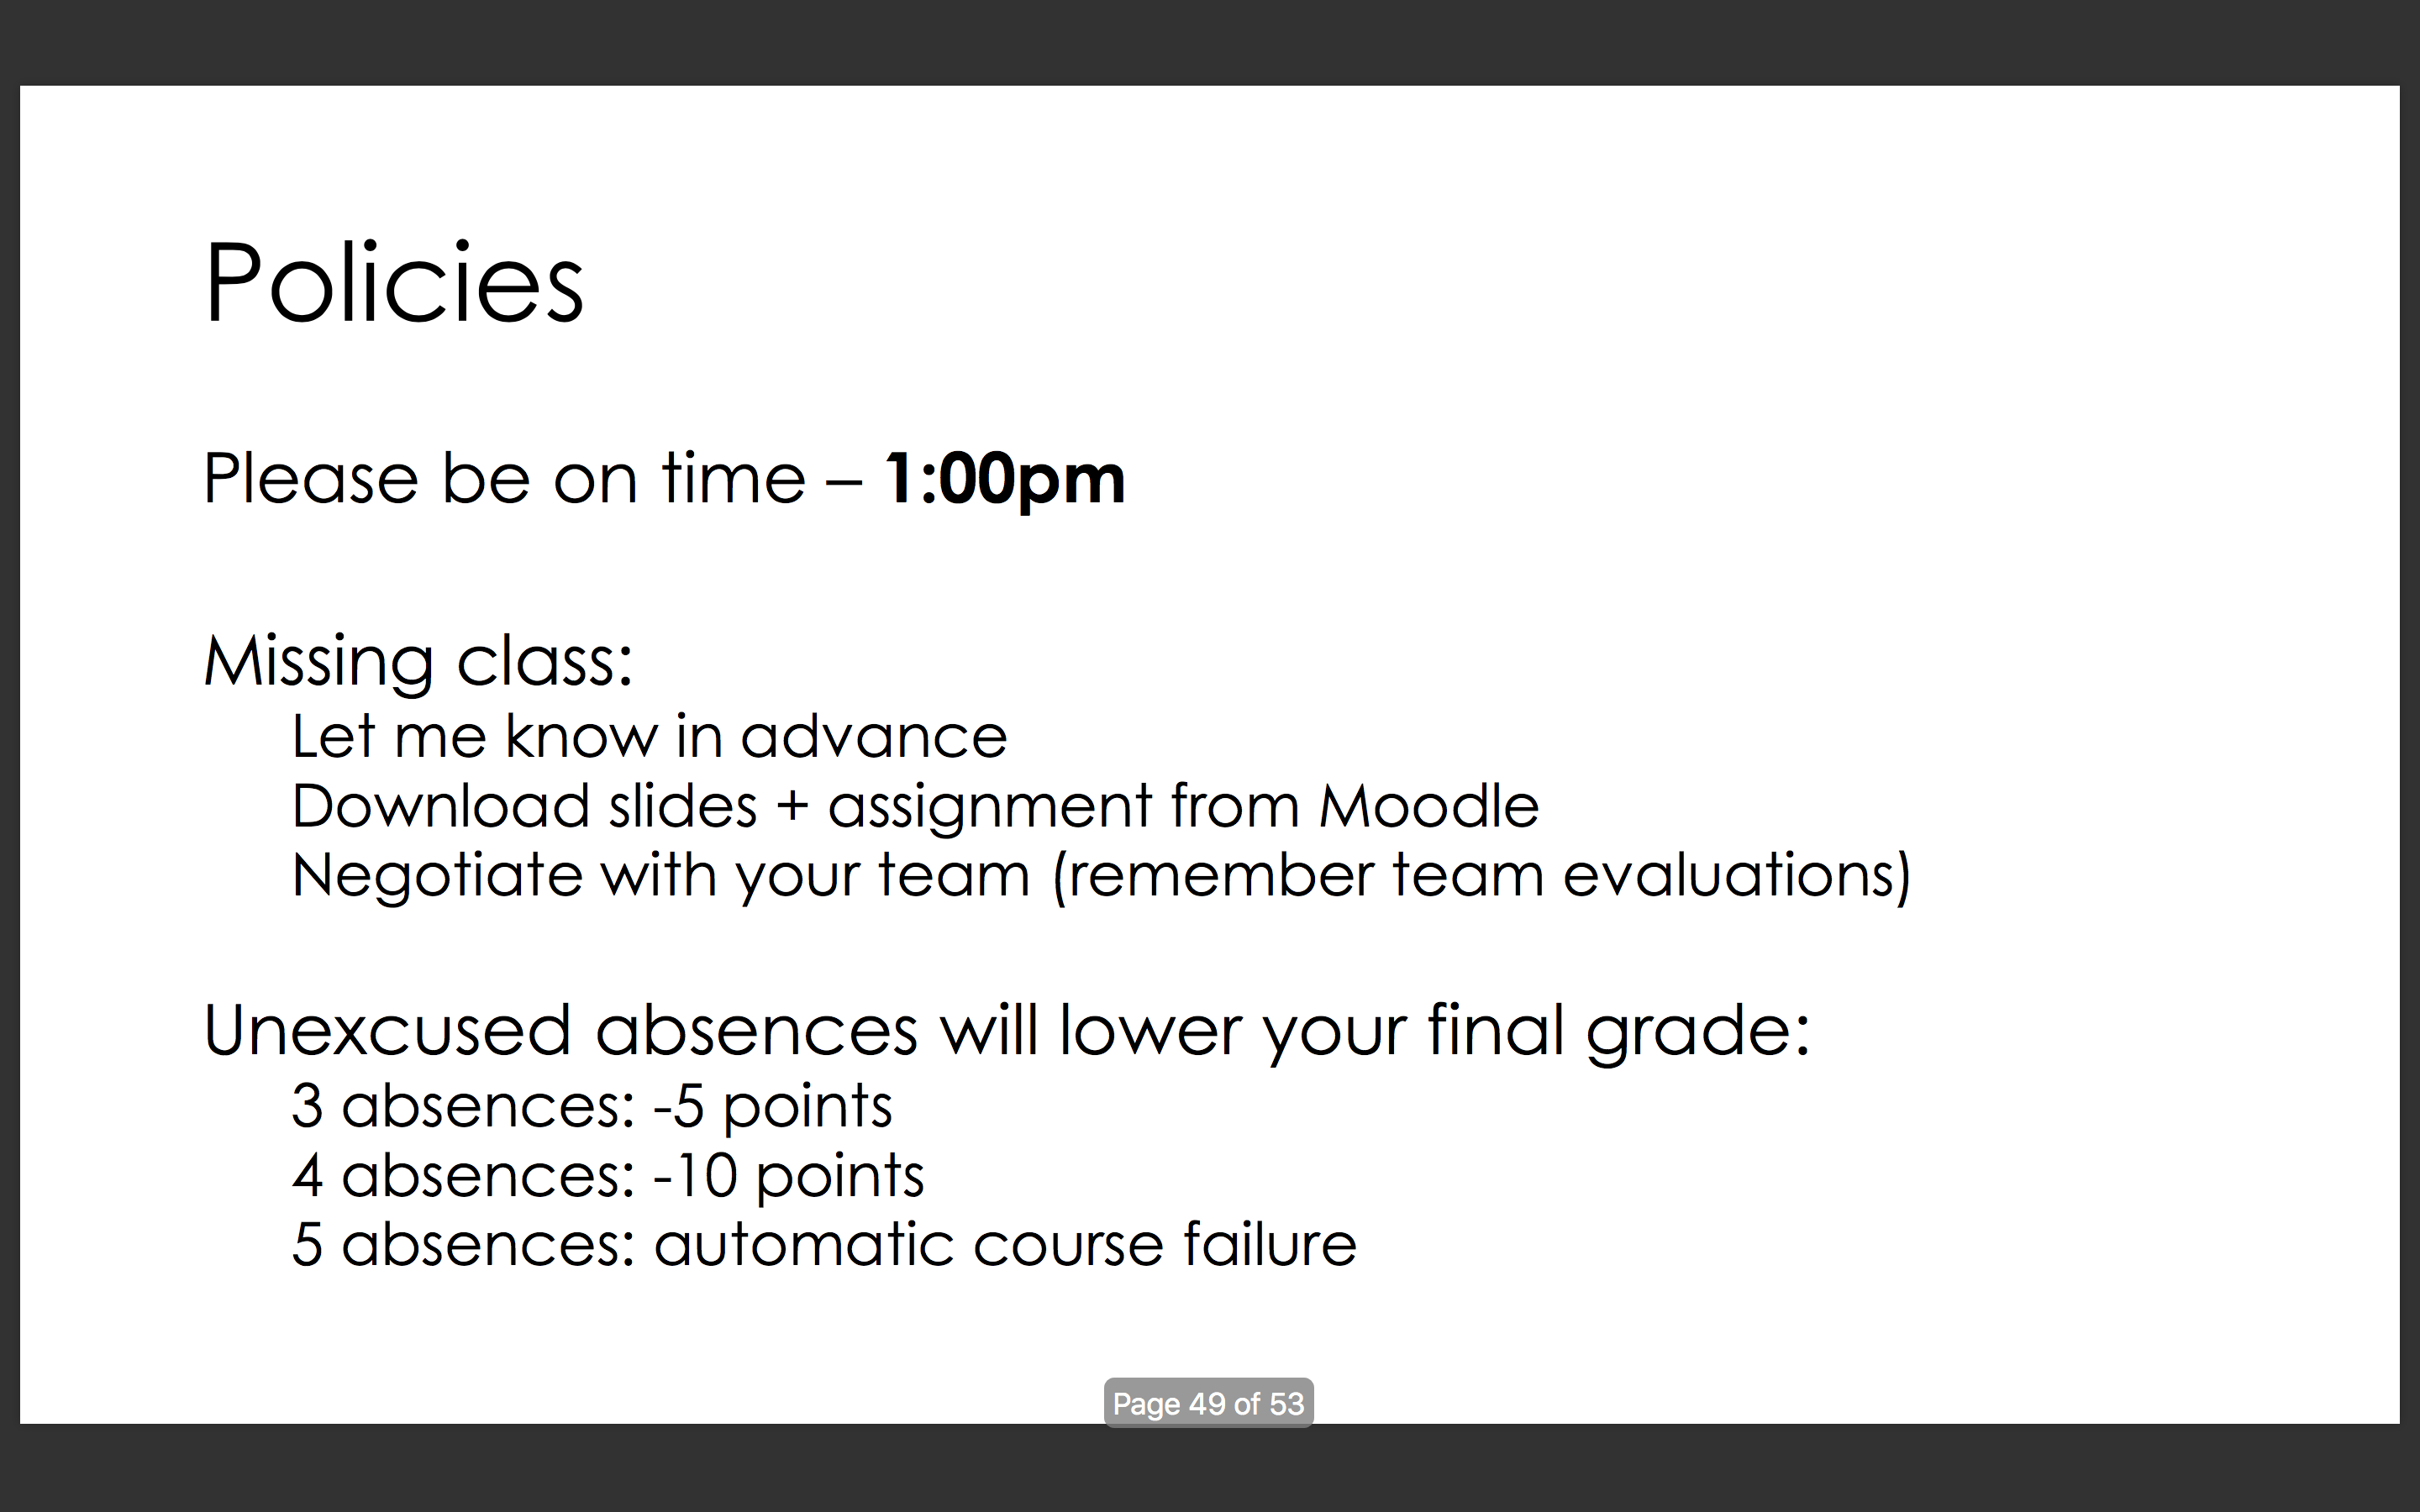 Policies
Please be on time – 1:00pm
Missing class:
Let me know in advance
Download slides + assignment from Moodle
Negotiate with your team (remember team evaluations)
Unexcused absences will lower your final grade:
3 absences: -5 points
4 absences: -10 points
5 absences: automatic course failure
Page 49 of 53